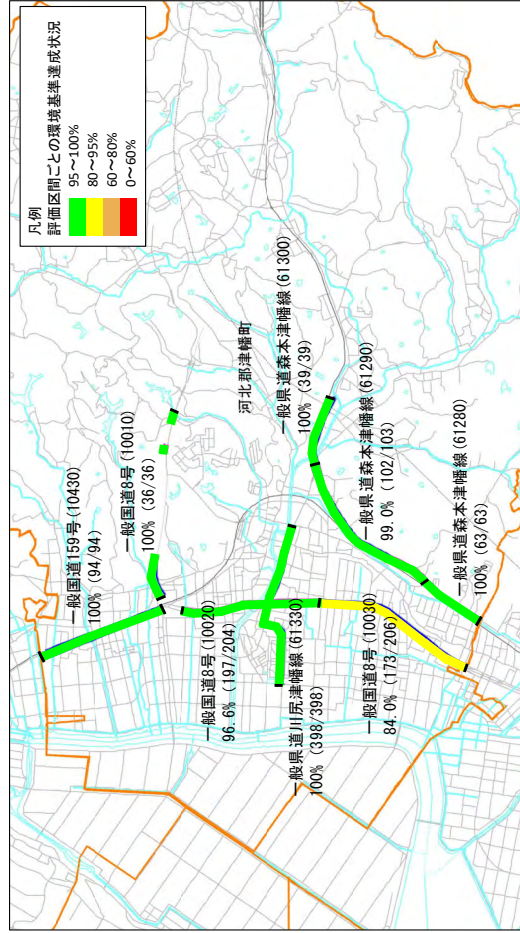 凡例
評価区間ごとの環境基準達成状況
95～100%
80～95%
60～80%
0～60%
一般国道159号(10430)
100% (94/94)
一般国道8号(10010)
100% (36/36)
河北郡津幡町
一般県道森本津幡線(61300)
100% (39/39)
一般国道8号(10020)
96.6% (197/204)
一般県道川尻津幡線(61330)
100% (398/398)
一般国道8号(10030)
84.0% (173/206)
一般県道森本津幡線(61290)
99.0% (102/103)
一般県道森本津幡線(61280)
100% (63/63)